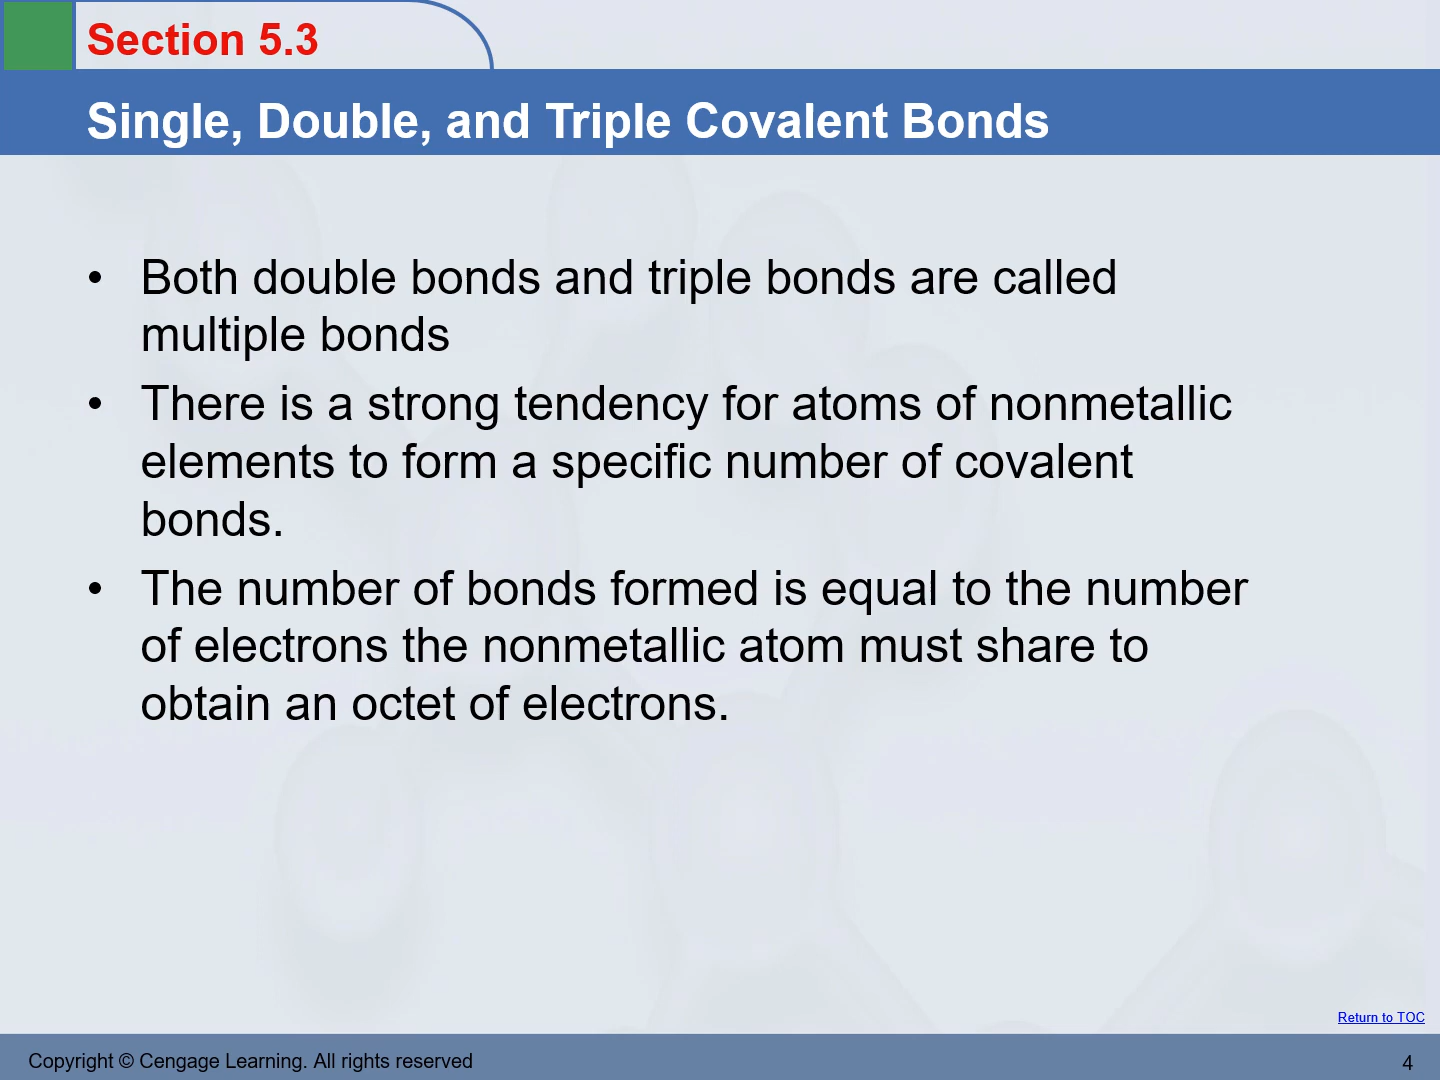 Section 5.3
Single, Double, and Triple Covalent Bonds
• Both double bonds and triple bonds are called
multiple bonds
• There is a strong tendency for atoms of nonmetallic
elements to form a specific number of covalent
bonds.
• The number of bonds formed is equal to the number
of electrons the nonmetallic atom must share to
obtain an octet of electrons.
Return to TOC
Copyright © Cengage Learning. All rights reserved
4